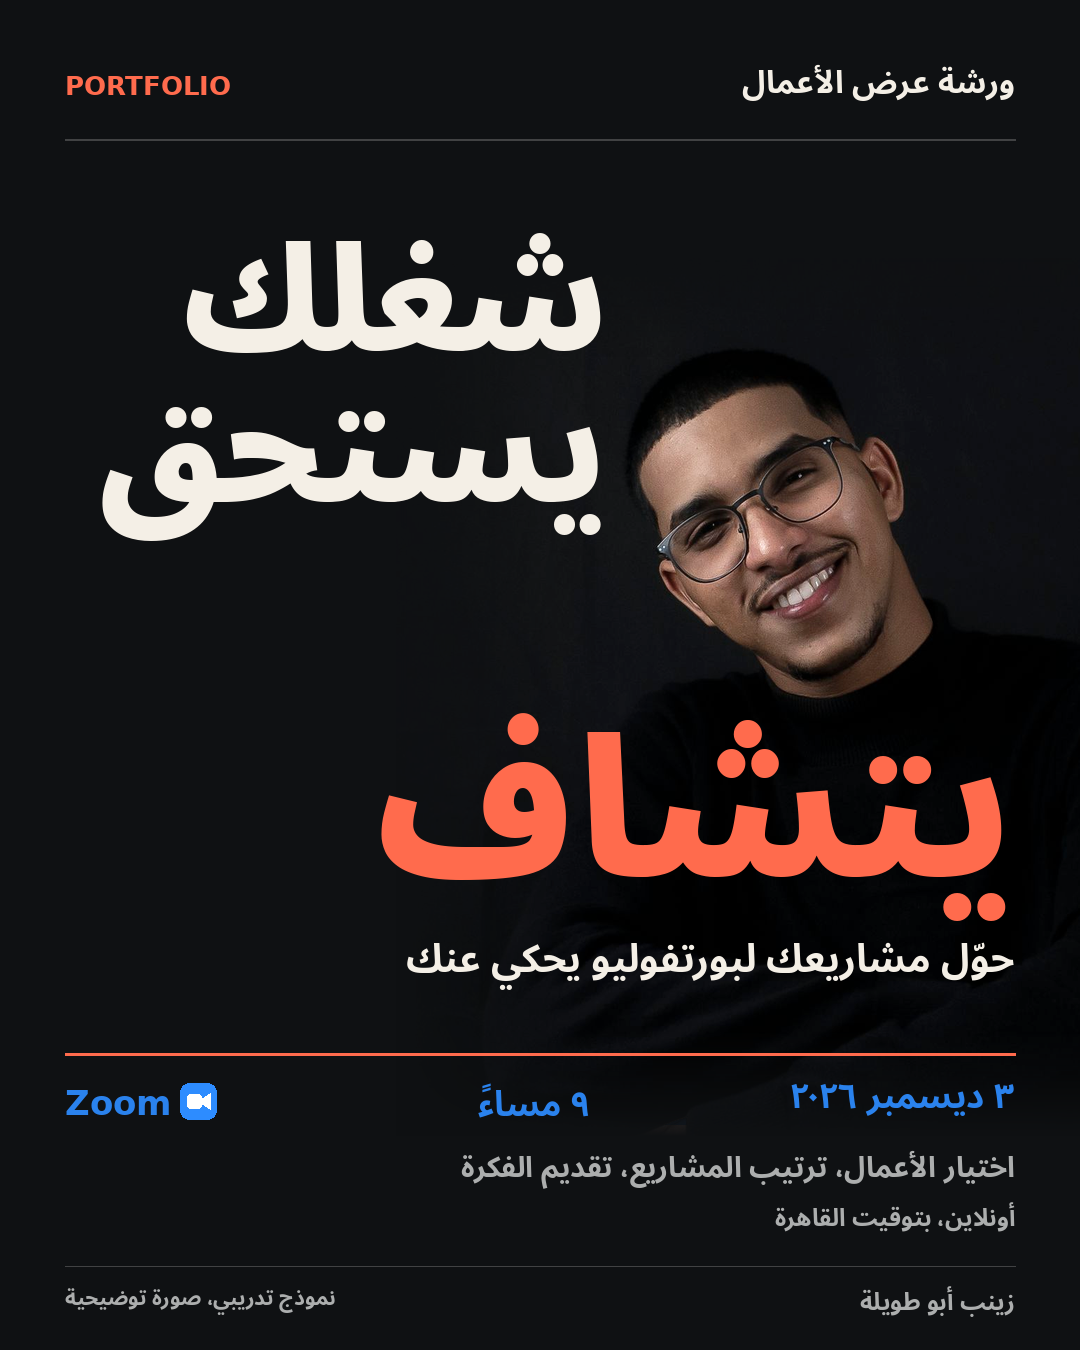 ورشة عرض الأعمال
PORTFOLIO
شغلك
يستحق
يتشاف
حوّل مشاريعك لبورتفوليو يحكي عنك
٣ ديسمبر ٢٠٢٦
٩ مساءً
Zoom
اختيار الأعمال، ترتيب المشاريع، تقديم الفكرة
أونلاين، بتوقيت القاهرة
زينب أبو طويلة
نموذج تدريبي، صورة توضيحية